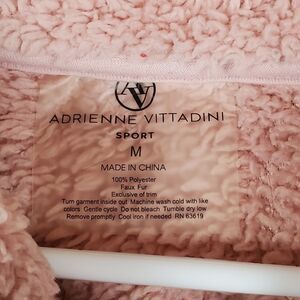 AV
ADRIENNE VITTADINI
SPORT
M
MADE IN CHINA
100% Polyester
Faux Fur
Exclusive of trim
Turn garment inside out Machine wash cold with like
colors Gentle cycle Do not bleach Tumble dry low
Remove promptly Cool iron if needed RN 63619